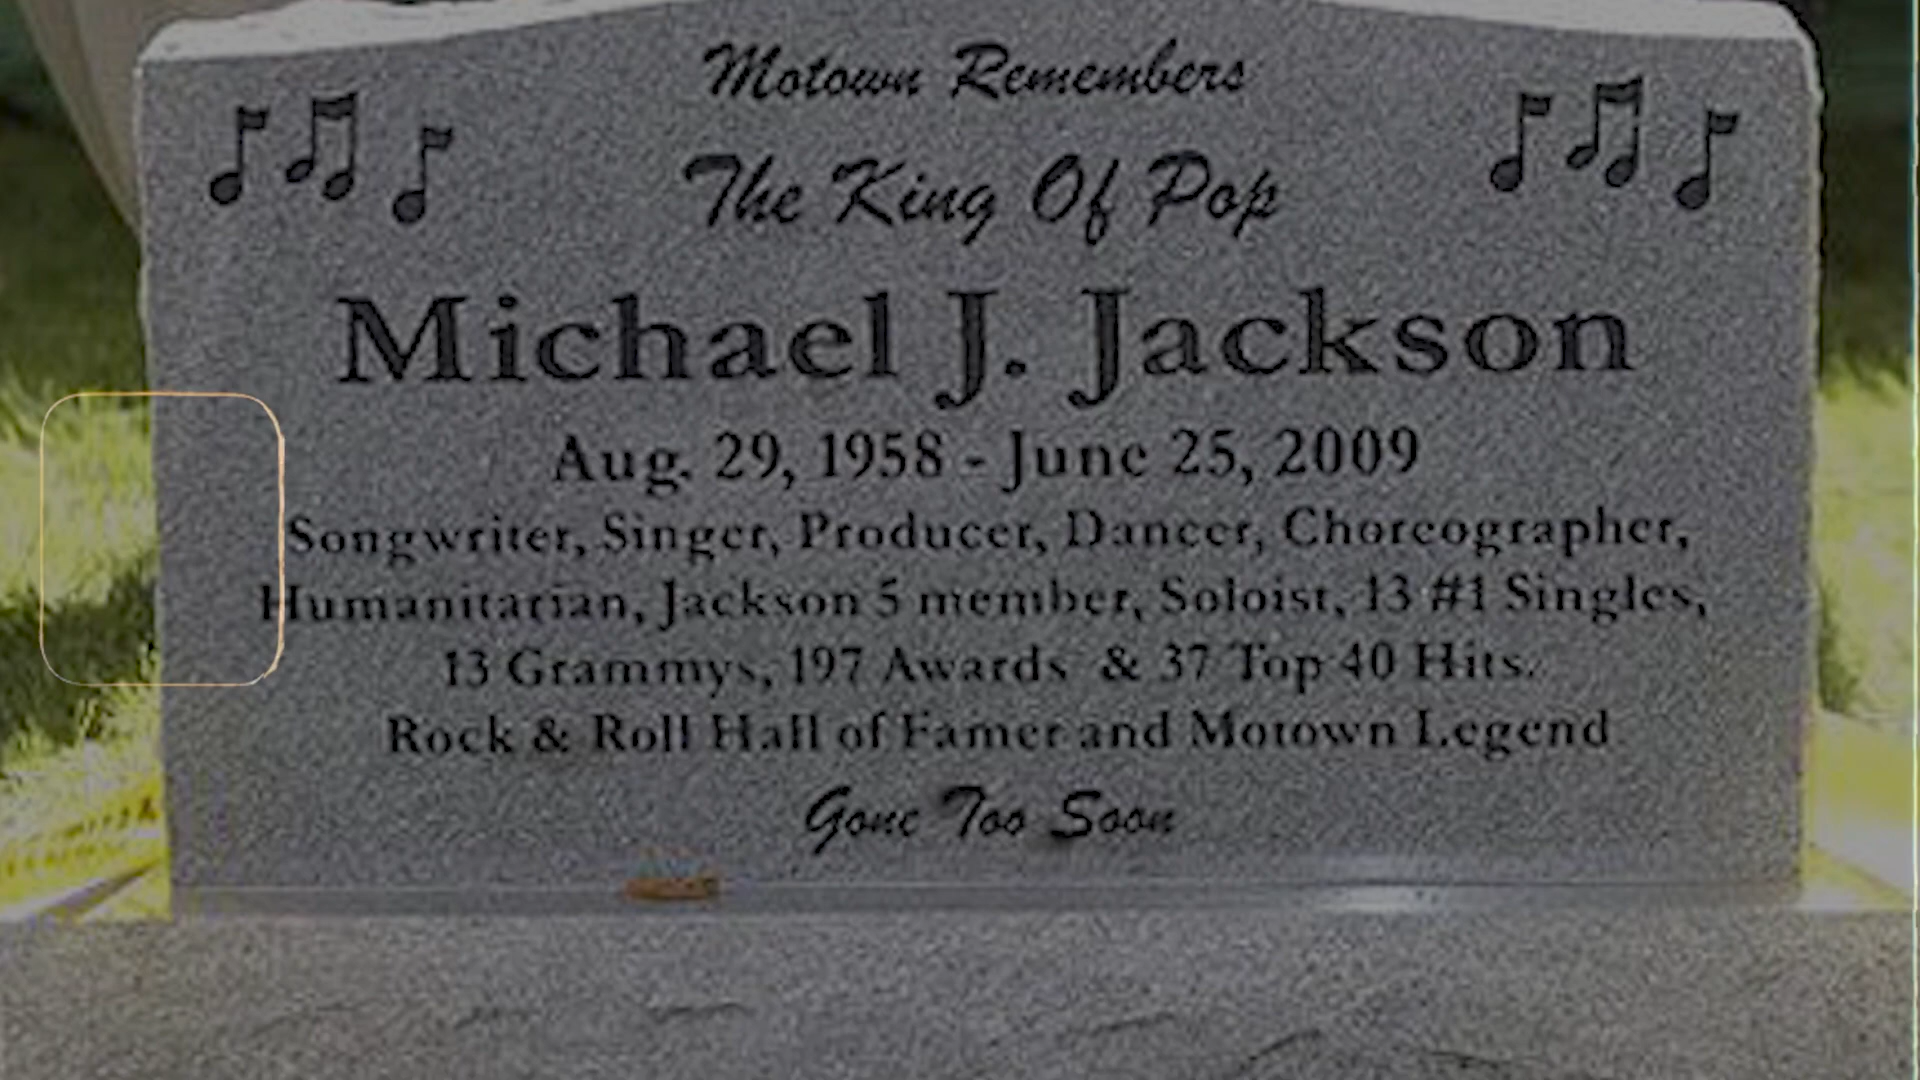 Motown Remembers
The King Of Pop
Michael J. Jackson
Aug. 29, 1958 - June 25, 2009
Songwriter, Singer, Producer, Dancer, Choreographer,
Humanitarian, Jackson 5 member, Soloist, 13 #1 Singles,
13 Grammys, 197 Awards & 37 Top 40 Hits.
Rock & Roll Hall of Famer and Motown Legend
Gone Too Soon